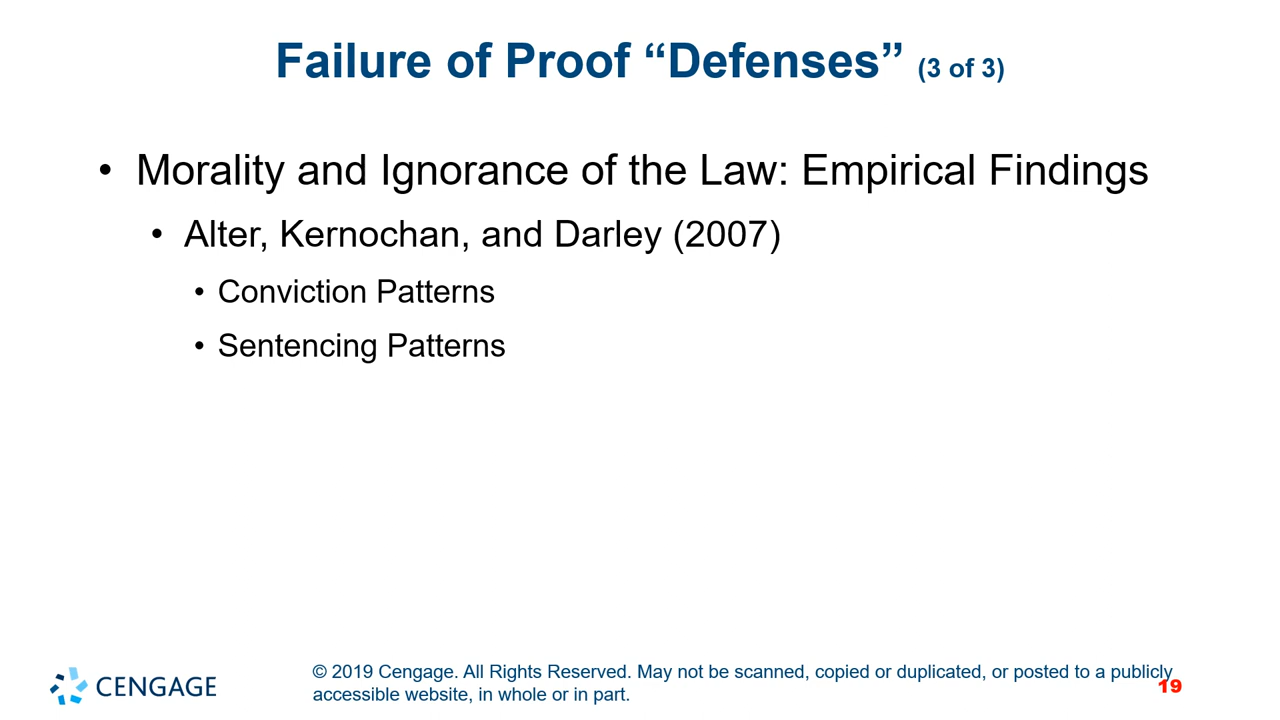 Failure of Proof “Defenses” (3 of 3)
• Morality and Ignorance of the Law: Empirical Findings
• Alter, Kernochan, and Darley (2007)
• Conviction Patterns
• Sentencing Patterns
CENGAGE
© 2019 Cengage. All Rights Reserved. May not be scanned, copied or duplicated, or posted to a publicly
accessible website, in whole or in part.
19